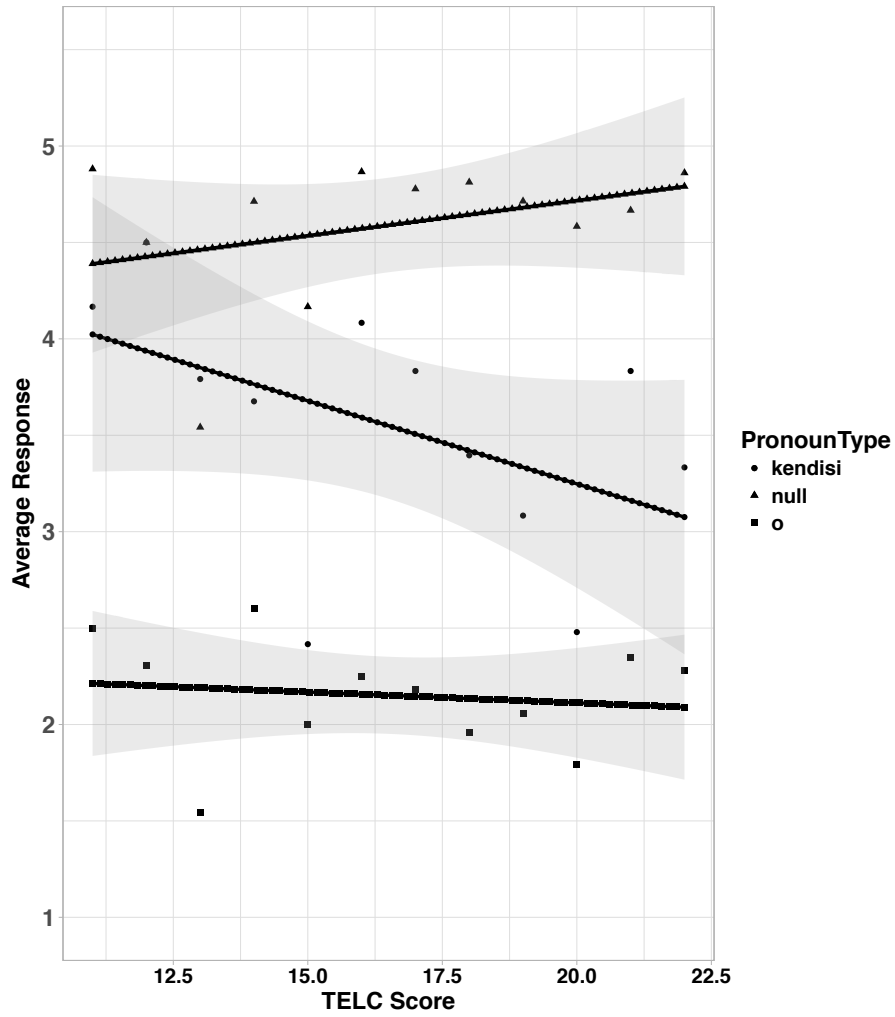 5
4
3
2
1
Average Response
12.5 15.0 17.5 20.0 22.5
TELC Score
PronounType
kendisi
null
o